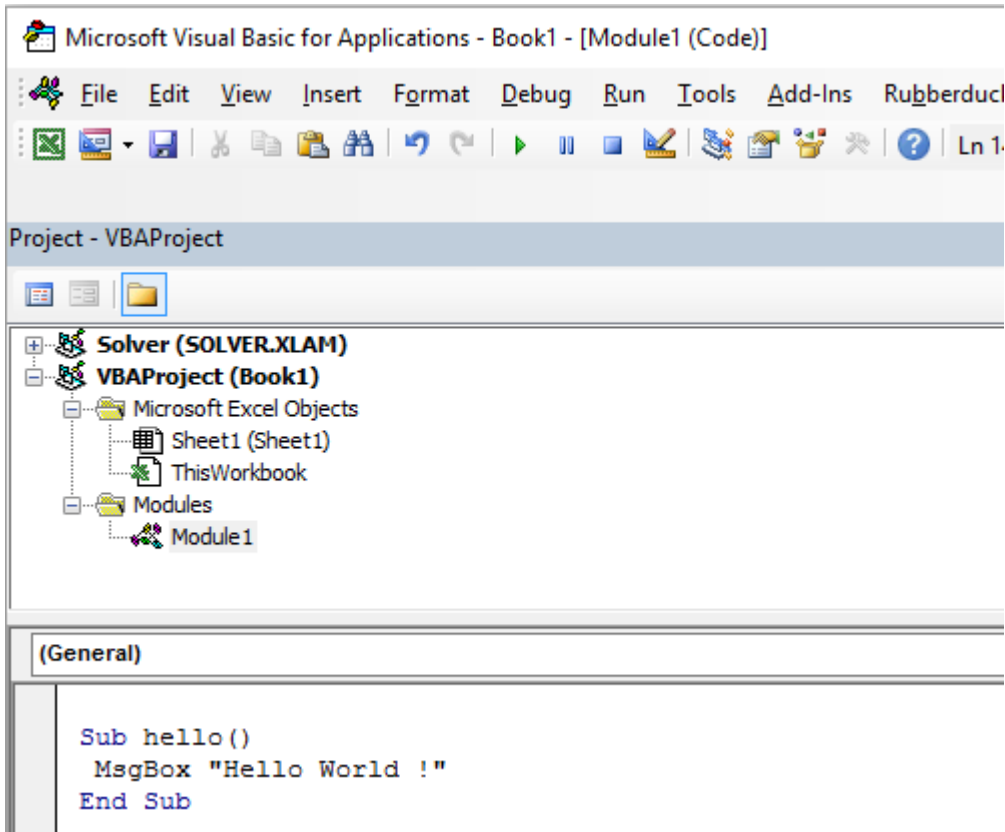 Microsoft Visual Basic for Applications - Book1 - [Module1 (Code)]
File Edit View Insert Format Debug Run Tools Add-Ins
Ln
Project - VBAProject
Solver (SOLVER.XLAM)
VBAProject (Book1)
Microsoft Excel Objects
Sheet1 (Sheet1)
ThisWorkbook
Modules
Module1
(General)
Sub hello()
MsgBox "Hello World !"
End Sub